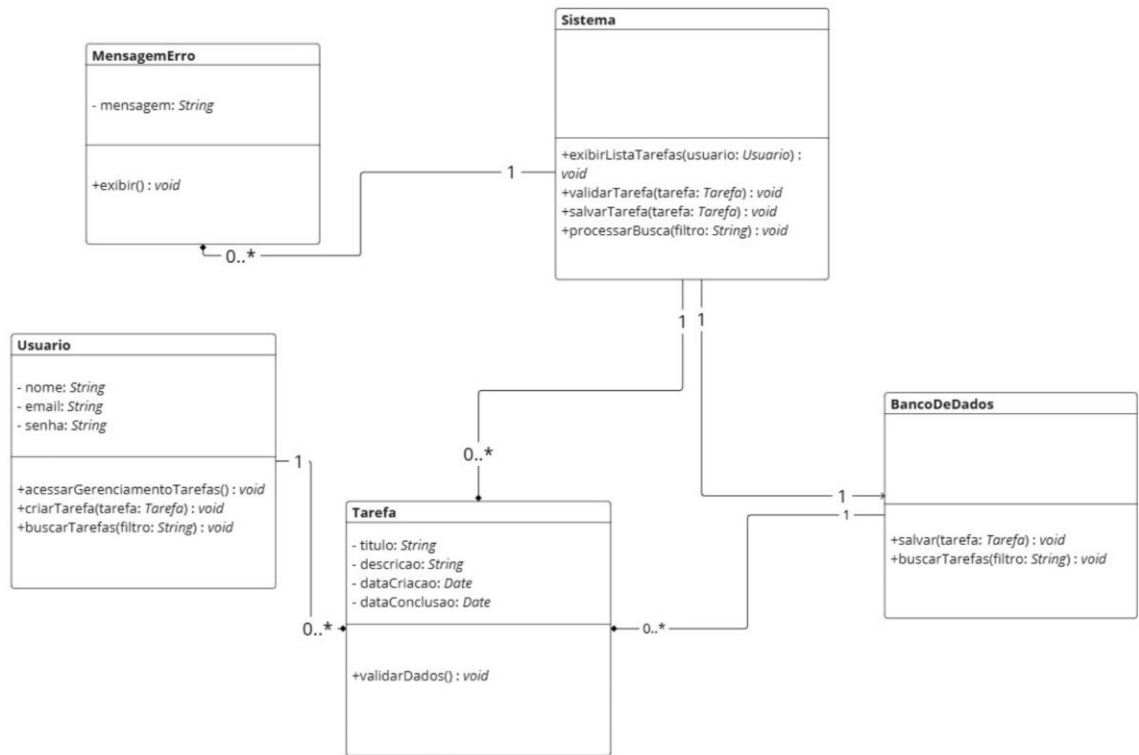 MensagemErro
- mensagem: String
+exibir() : void
Sistema
+exibirListaTarefas(usuario: Usuario) :
void
+validarTarefa(tarefa: Tarefa) : void
+salvarTarefa(tarefa: Tarefa) : void
+processarBusca(filtro: String) : void
1
0..*
1
1
Usuario
- nome: String
- email: String
- senha: String
+acessarGerenciamentoTarefas() : void
+criarTarefa(tarefa: Tarefa) : void
+buscarTarefas(filtro: String) : void
1
0..*
0..*
Tarefa
- titulo: String
- descricao: String
- dataCriacao: Date
- dataConclusao: Date
+validarDados() : void
BancoDeDados
+salvar(tarefa: Tarefa) : void
+buscarTarefas(filtro: String) : void
1
1
0..*